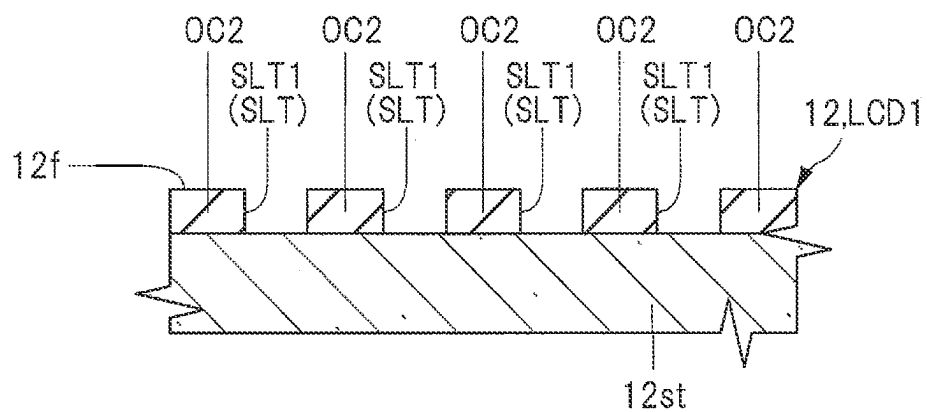 OC2 OC2 OC2 OC2 OC2
SLT1 SLT1 SLT1 SLT1
(SLT) (SLT) (SLT) (SLT)
12,LCD1
12f
12st